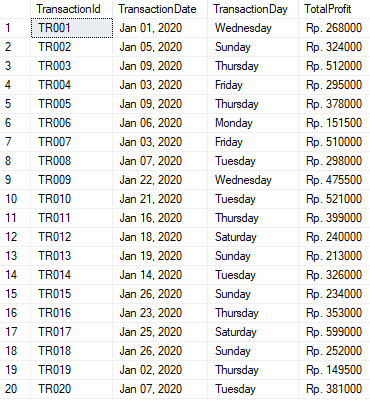 TransactionId TransactionDate TransactionDay TotalProfit
1 TR001 Jan 01, 2020 Wednesday Rp. 268000
2 TR002 Jan 05, 2020 Sunday Rp. 324000
3 TR003 Jan 09, 2020 Thursday Rp. 512000
4 TR004 Jan 03, 2020 Friday Rp. 295000
5 TR005 Jan 09, 2020 Thursday Rp. 378000
6 TR006 Jan 06, 2020 Monday Rp. 151500
7 TR007 Jan 03, 2020 Friday Rp. 510000
8 TR008 Jan 07, 2020 Tuesday Rp. 298000
9 TR009 Jan 22, 2020 Wednesday Rp. 475500
10 TR010 Jan 21, 2020 Tuesday Rp. 521000
11 TR011 Jan 16, 2020 Thursday Rp. 399000
12 TR012 Jan 18, 2020 Saturday Rp. 240000
13 TR013 Jan 19, 2020 Sunday Rp. 213000
14 TR014 Jan 14, 2020 Tuesday Rp. 326000
15 TR015 Jan 26, 2020 Sunday Rp. 234000
16 TR016 Jan 23, 2020 Thursday Rp. 353000
17 TR017 Jan 25, 2020 Saturday Rp. 599000
18 TR018 Jan 26, 2020 Sunday Rp. 252000
19 TR019 Jan 02, 2020 Thursday Rp. 149500
20 TR020 Jan 07, 2020 Tuesday Rp. 381000